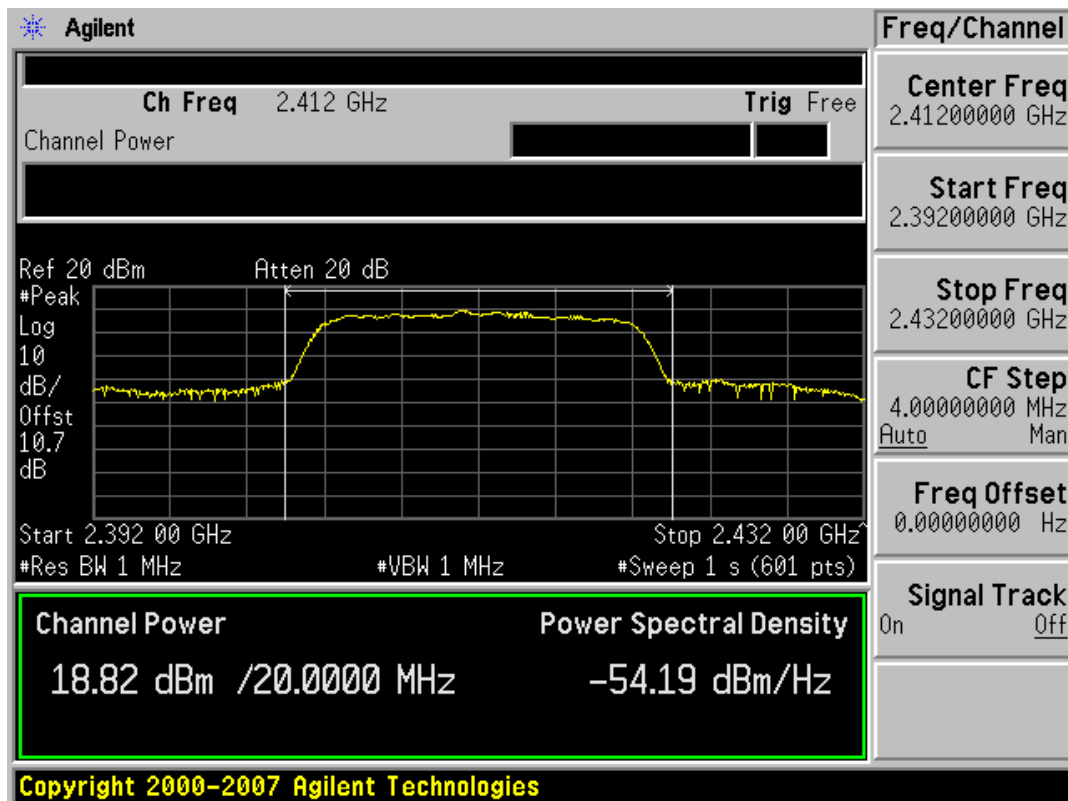 Agilent
Freq/Channel
Ch Freq 2.412 GHz Trig Free
Channel Power
Center Freq
2.41200000 GHz
Start Freq
2.39200000 GHz
Stop Freq
2.43200000 GHz
CF Step
4.00000000 MHz
Auto Man
Freq Offset
0.00000000 Hz
Signal Track
On Off
Ref 20 dBm Atten 20 dB
#Peak
Log
10
dB/
Offst
10.7
dB
Start 2.392 00 GHz Stop 2.432 00 GHz^
#Res BW 1 MHz #VBW 1 MHz #Sweep 1 s (601 pts)
Channel Power Power Spectral Density
18.82 dBm /20.0000 MHz -54.19 dBm/Hz
Copyright 2000-2007 Agilent Technologies